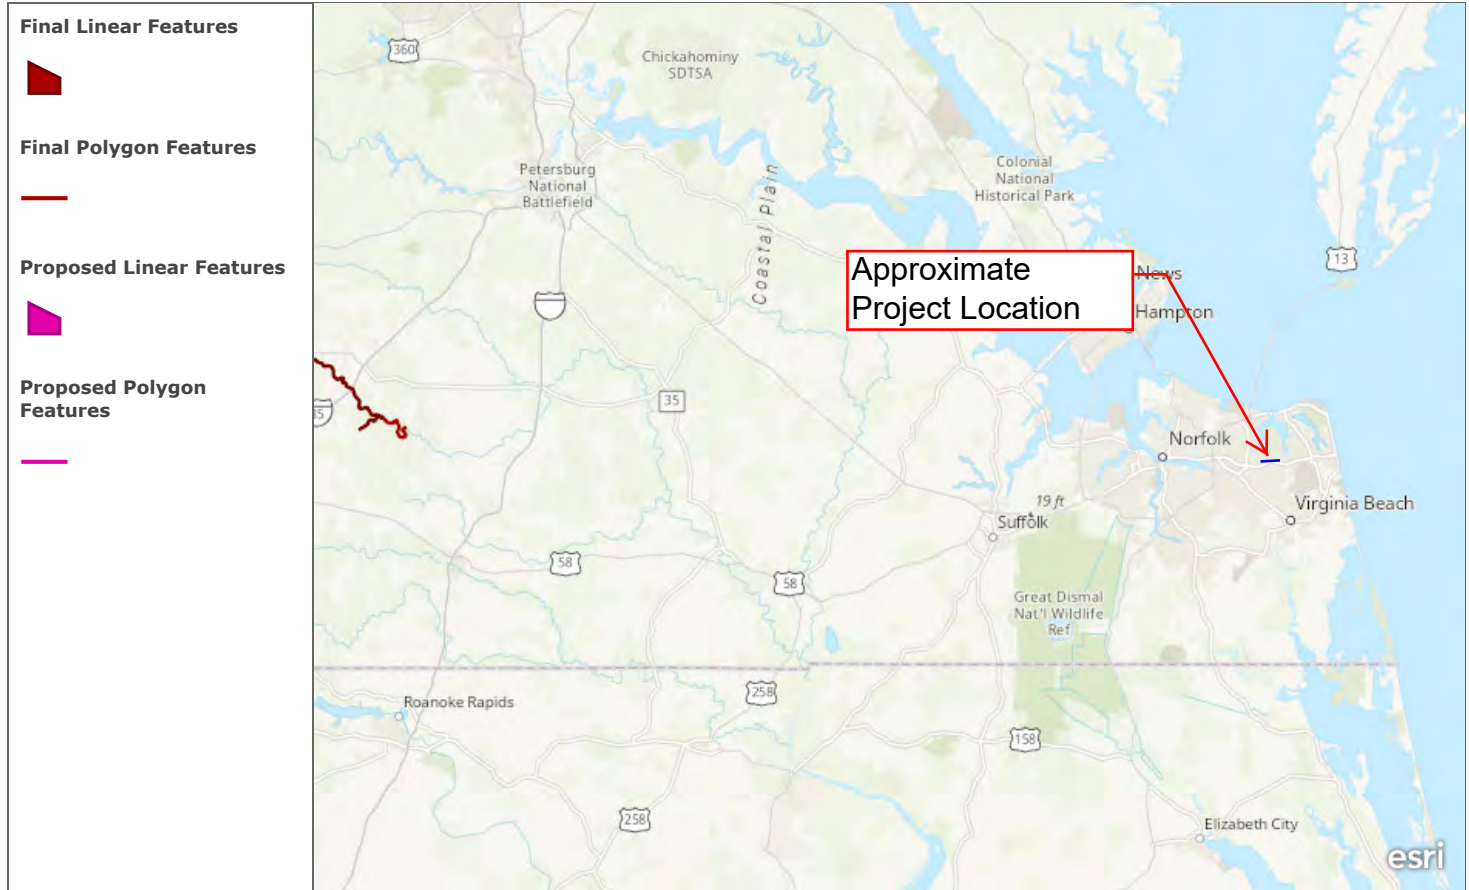 Final Linear Features
Final Polygon Features
Proposed Linear Features
Proposed Polygon
Features
360
Chickahominy
SDTSA
Petersburg
National
Battlefield
Coastal Plain
Colonial
National
Historical Park
13
Approximate
Project Location
News
Hampton
35
35
Norfolk
Virginia Beach
19 ft
Suffolk
58
58
Great Dismal
Nat'l Wildlife
Ref
258
Roanoke Rapids
158
258
Elizabeth City
esri